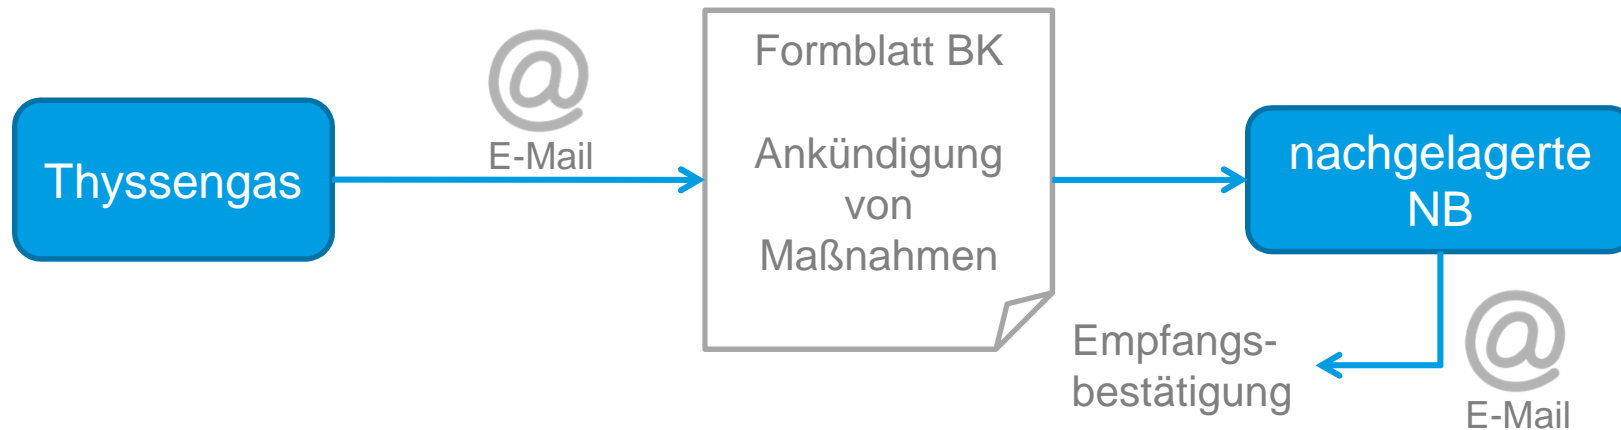 Thyssengas
@
E-Mail
Formblatt BK
Ankündigung
von
Maßnahmen
nachgelagerte
NB
Empfangs-
bestätigung
@
E-Mail